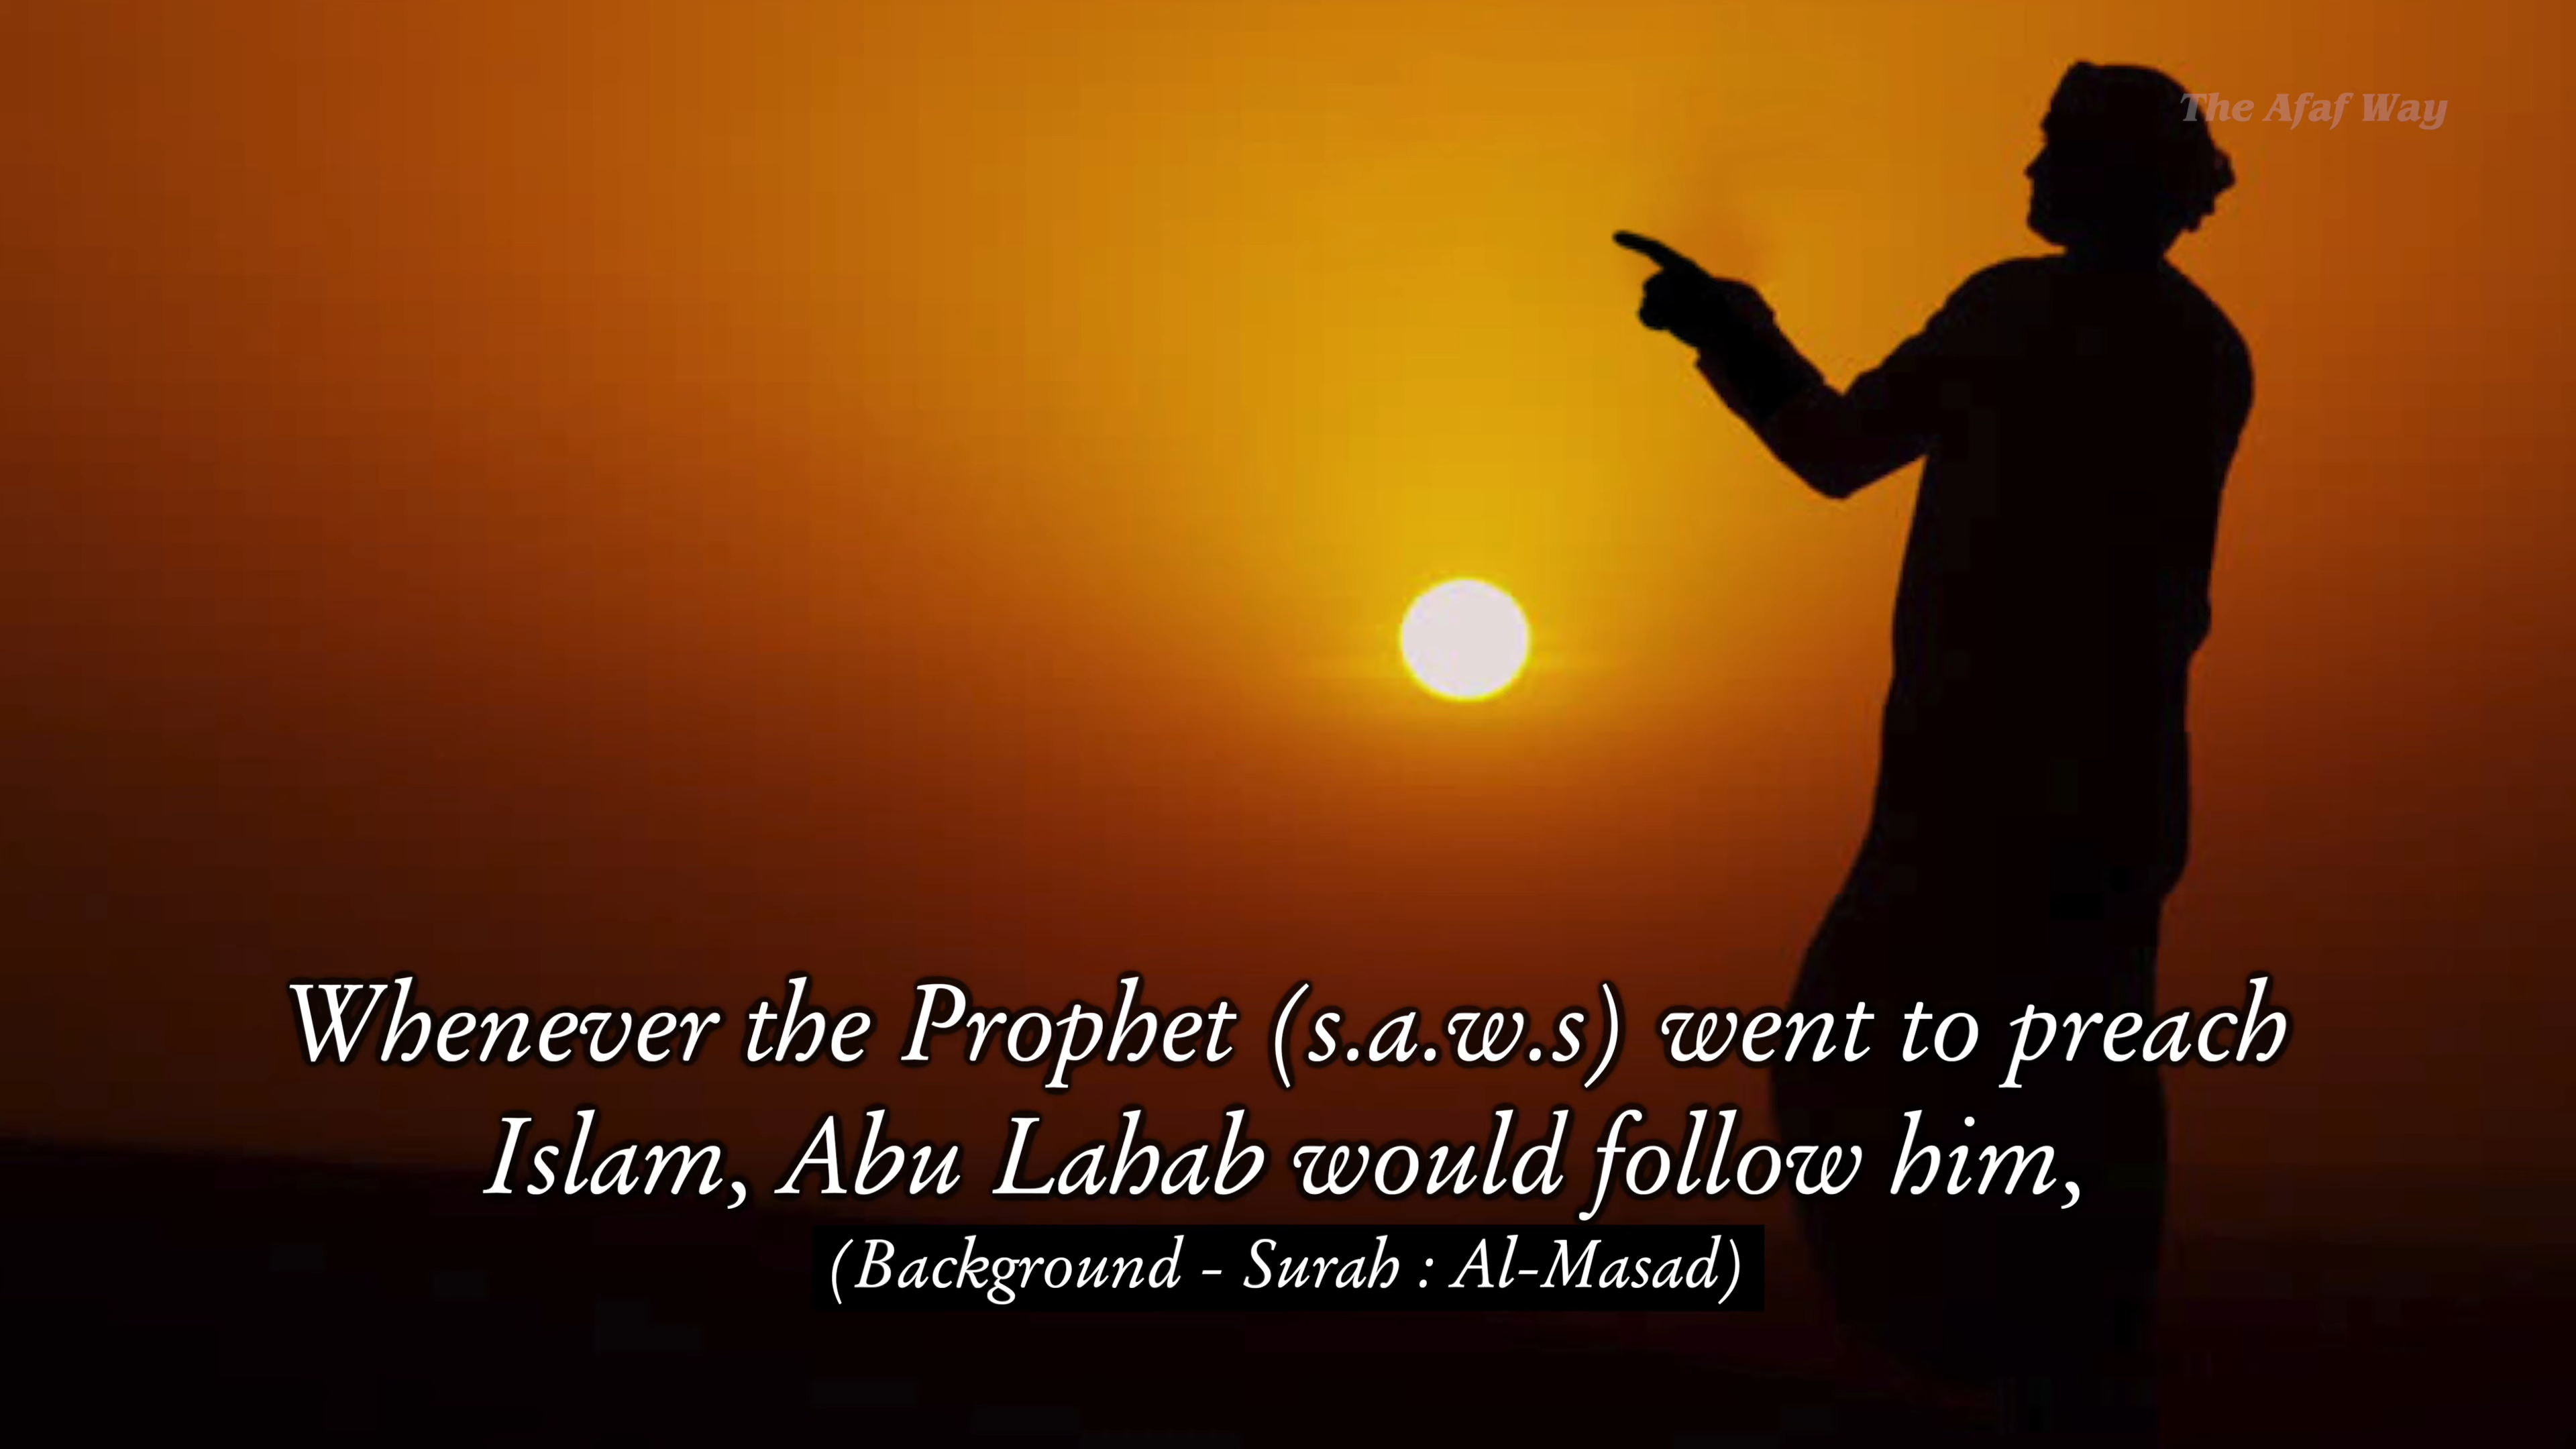 The Afaf Way
Whenever the Prophet (s.a.w.s) went to preach
Islam, Abu Lahab would follow him,
(Background - Surah : Al-Masad)